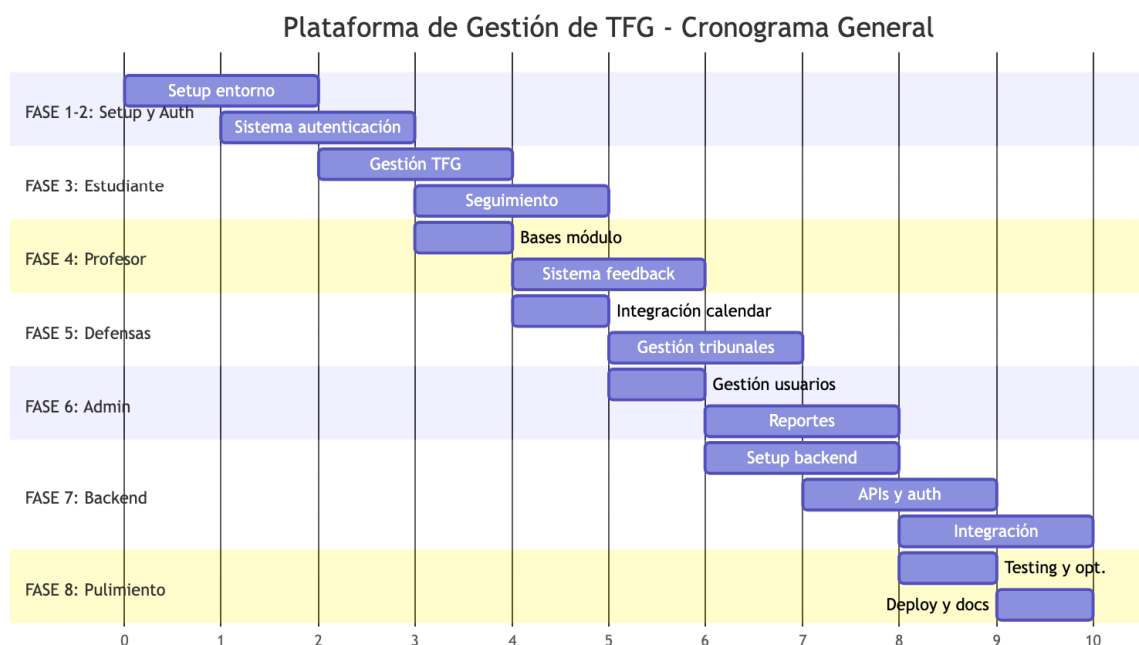 Plataforma de Gestión de TFG - Cronograma General
FASE 1-2: Setup y Auth
Setup entorno
Sistema autenticación
FASE 3: Estudiante
Gestión TFG
Seguimiento
FASE 4: Profesor
Bases módulo
Sistema feedback
FASE 5: Defensas
Integración calendar
Gestión tribunales
FASE 6: Admin
Gestión usuarios
Reportes
FASE 7: Backend
Setup backend
APIs y auth
Integración
FASE 8: Pulimiento
Testing y opt.
Deploy y docs
0 1 2 3 4 5 6 7 8 9 10